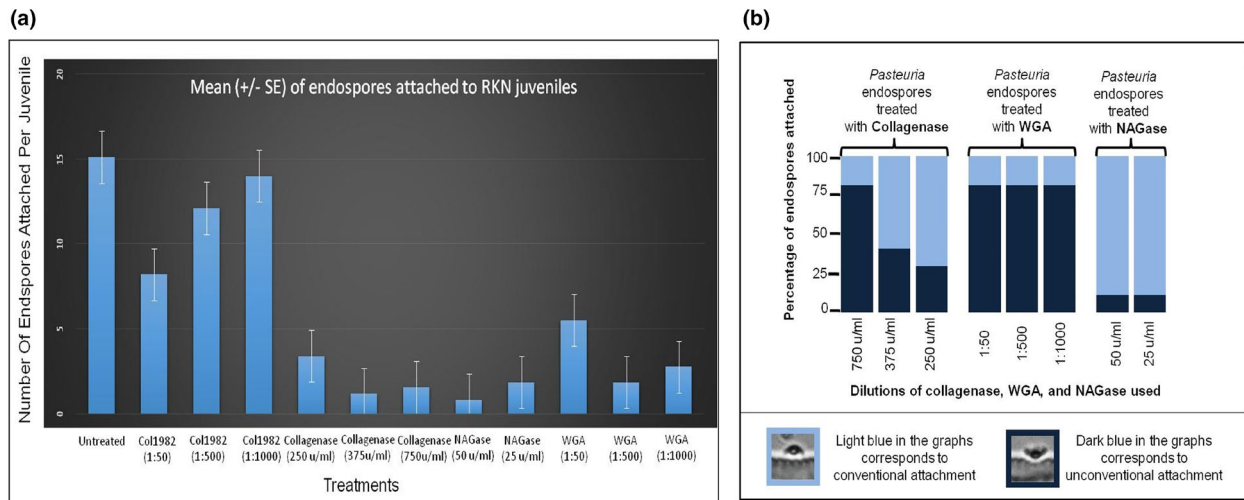 (a)
Mean (+/- SE) of endospores attached to RKN juveniles
Number Of Endspores Attached Per Juvenile
20
15
10
5
0
Untreated
Col1982
(1:50)
Col1982
(1:500)
Col1982
(1:1000)
Collagenase
(250 u/ml)
Collagenase
(375u/ml)
Collagenase
(750u/ml)
NAGase
(50 u/ml)
NAGase
(25 u/ml)
WGA
(1:50)
WGA
(1:500)
WGA
(1:1000)
Treatments
(b)
Pasteuria
endospores
treated
with Collagenase
Pasteuria
endospores
treated
with WGA
Pasteuria
endospores
treated
with NAGase
Percentage of endospores attached
100
75
50
25
0
750 u/ml
375 u/ml
250 u/ml
1:50
1:500
1:1000
50 u/ml
25 u/ml
Dilutions of collagenase, WGA, and NAGase used
Light blue in the graphs
corresponds to
conventional attachment
Dark blue in the graphs
corresponds to
unconventional attachment